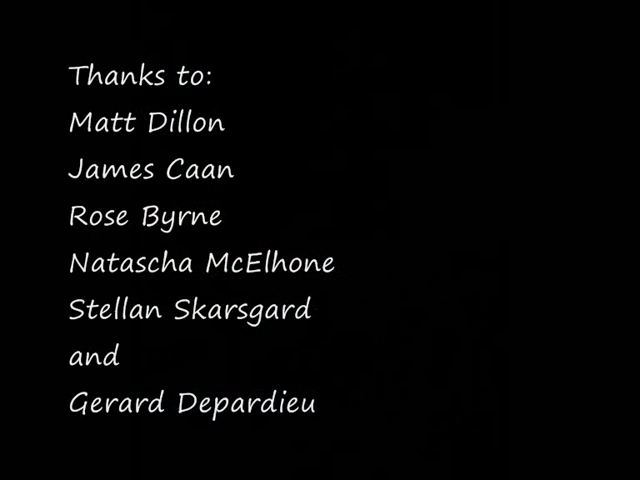 Thanks to:
Matt Dillon
James Caan
Rose Byrne
Natascha McElhone
Stellan Skarsgard
and
Gerard Depardieu